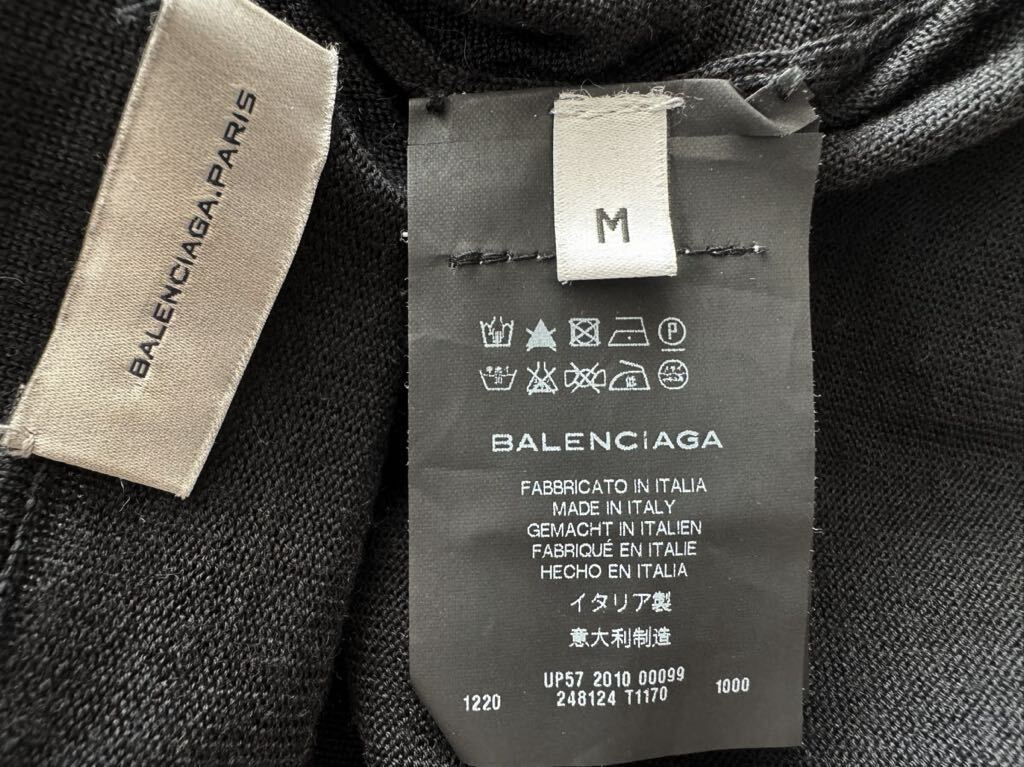 BALENCIAGA.PARIS
M
P
BALENCIAGA
FABBRICATO IN ITALIA
MADE IN ITALY
GEMACHT IN ITALIEN
FABRIQUÉ EN ITALIE
HECHO EN ITALIA
イタリア製
意大利制造
UP57 2010 00099
1220 248124 T1170 1000